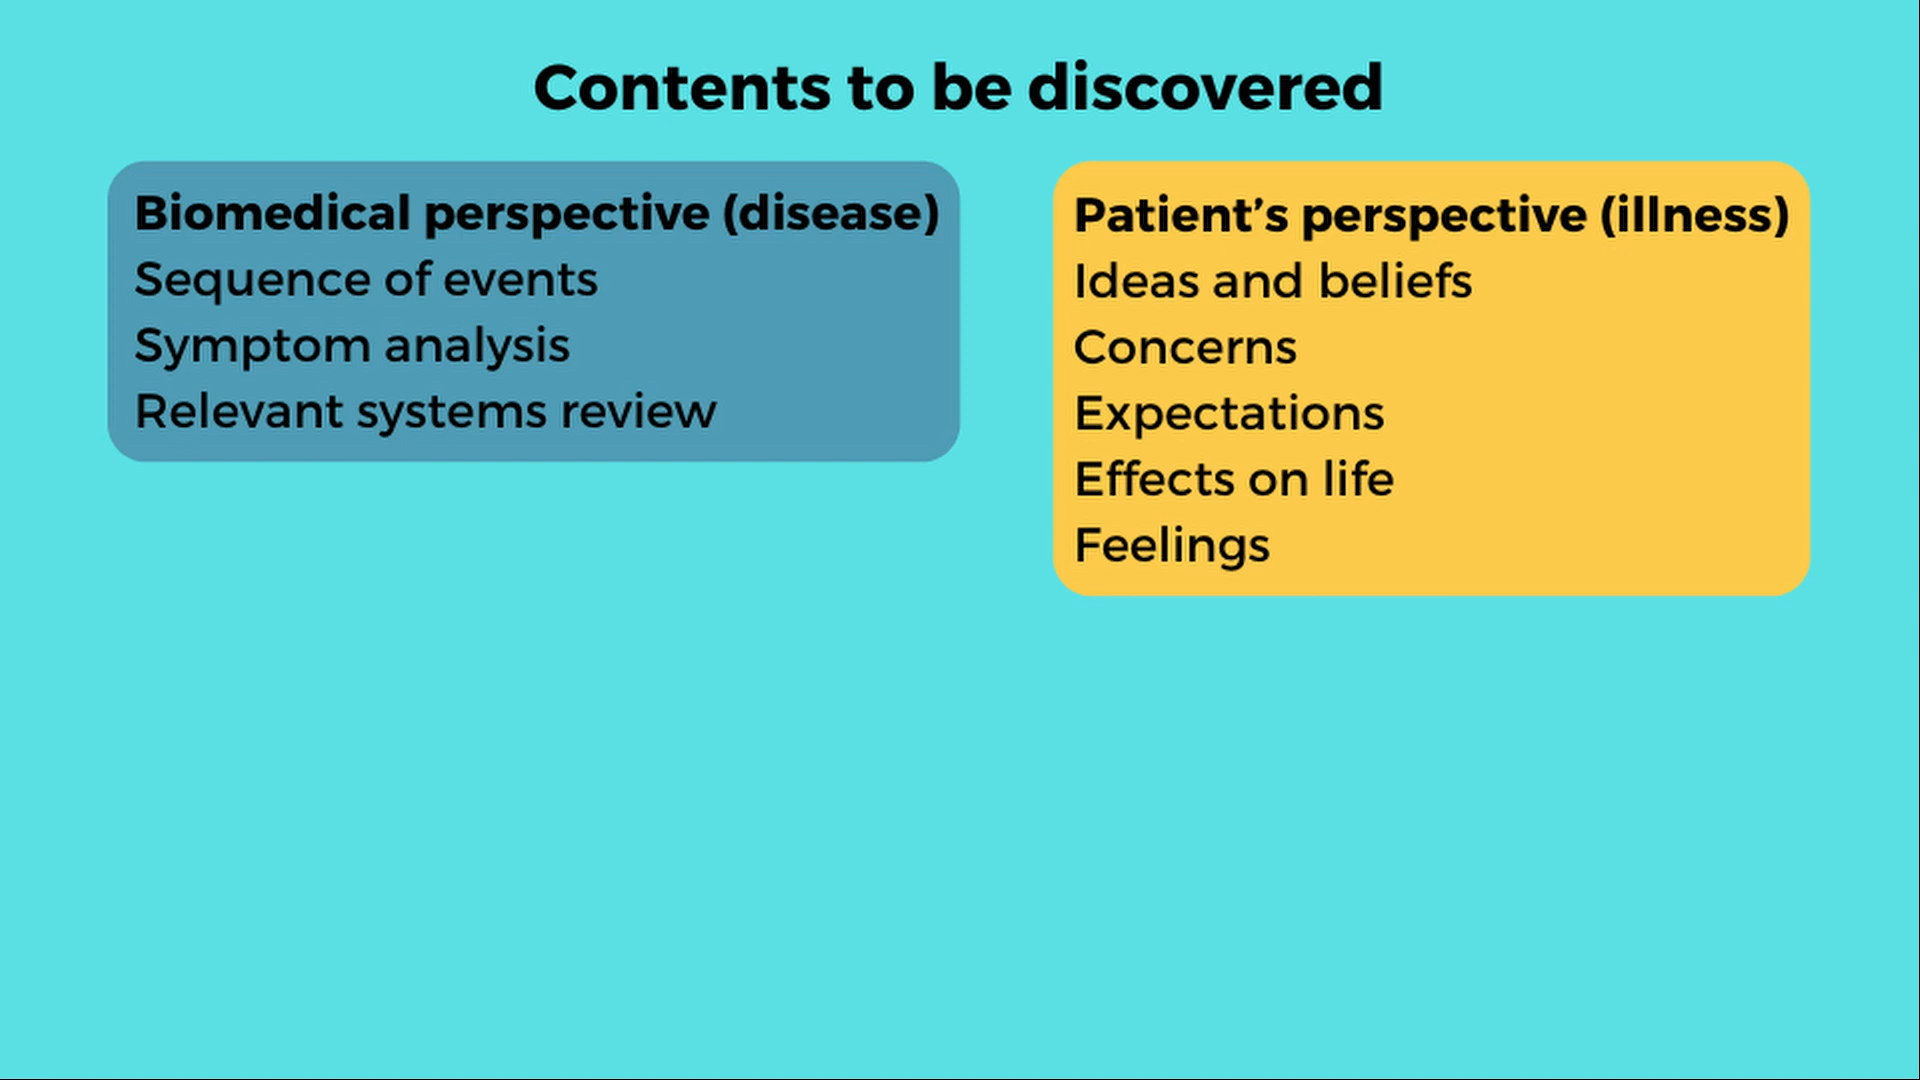 Contents to be discovered
Biomedical perspective (disease)
Sequence of events
Symptom analysis
Relevant systems review
Patient’s perspective (illness)
Ideas and beliefs
Concerns
Expectations
Effects on life
Feelings